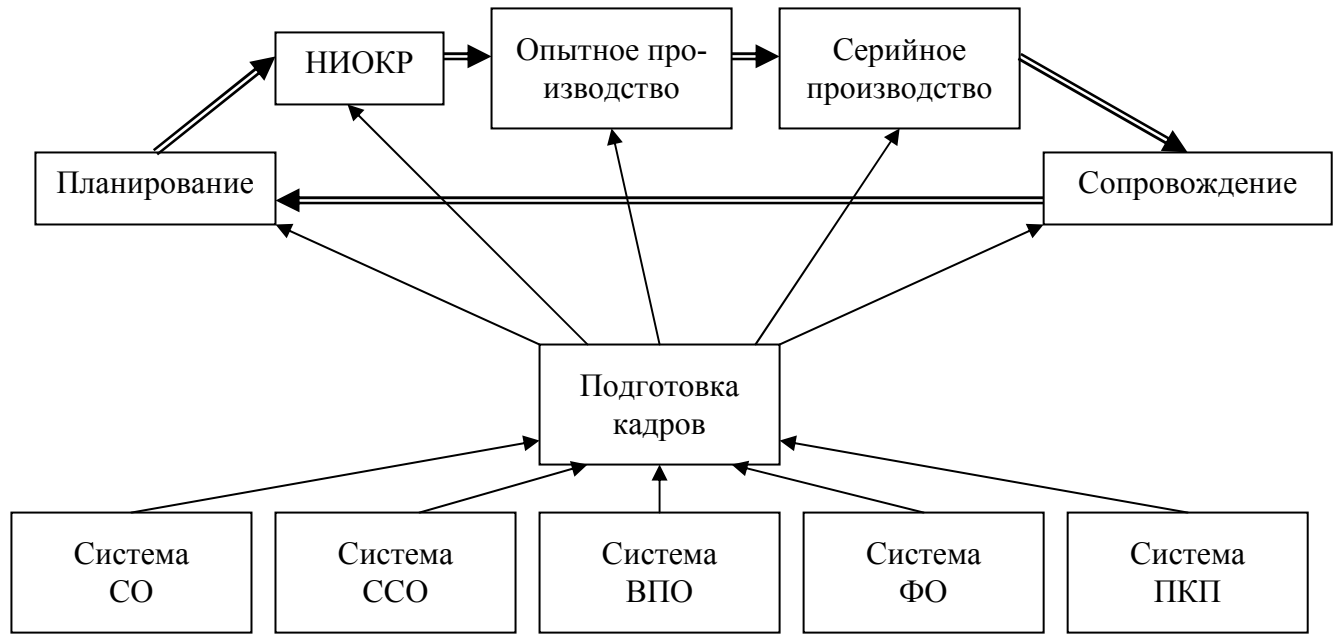 НИОКР
Опытное про-
изводство
Серийное
производство
Планирование
Сопровождение
Подготовка
кадров
Система
СО
Система
ССО
Система
ВПО
Система
ФО
Система
ПКП